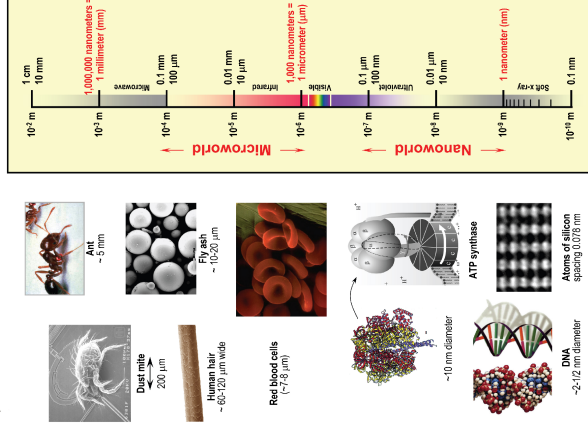 Ant
~ 5 mm
Dust mite
200 µm
Fly ash
~ 10-20 µm
Human hair
~ 60-120 µm wide
Red blood cells
(~7-8 µm)
ATP synthase
~10 nm diameter
Atoms of silicon
spacing 0.078 nm
DNA
~2-1/2 nm diameter
1 cm
10 mm
10⁻² m
1,000,000 nanometers =
1 millimeter (mm)
10⁻³ m
Microwave
0.1 mm
100 µm
10⁻⁴ m
Infrared
0.01 mm
10 µm
10⁻⁵ m
Microworld
1,000 nanometers =
1 micrometer (µm)
10⁻⁶ m
Visible
0.1 µm
100 nm
10⁻⁷ m
Ultraviolet
0.01 µm
10 nm
10⁻⁸ m
Nanoworld
1 nanometer (nm)
10⁻⁹ m
Soft x-ray
0.1 nm
10⁻¹⁰ m